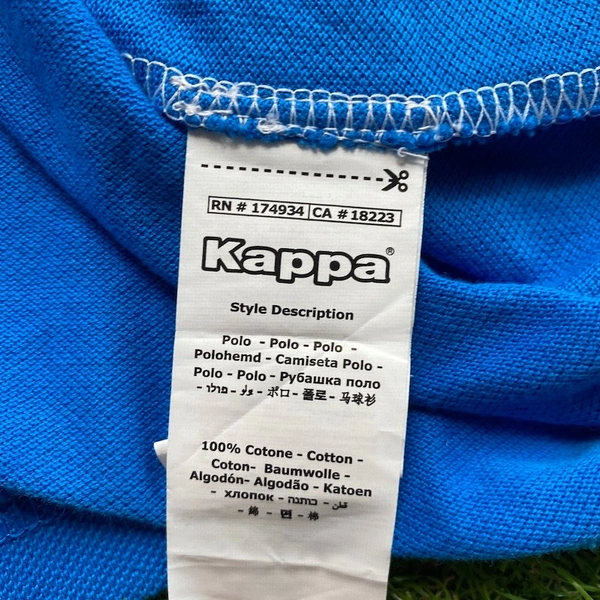 RN # 174934 CA # 18223
Kappa®
Style Description
Polo - Polo - Polo -
Polohemd - Camiseta Polo -
Polo - Polo - Рубашка поло
- פולו - ولو - ポロ - 폴로 - 马球衫
100% Cotone - Cotton -
Coton- Baumwolle -
Algodón- Algodão - Katoen
- хлопок - כותנה - قطن
- 綿 - 면 - 棉